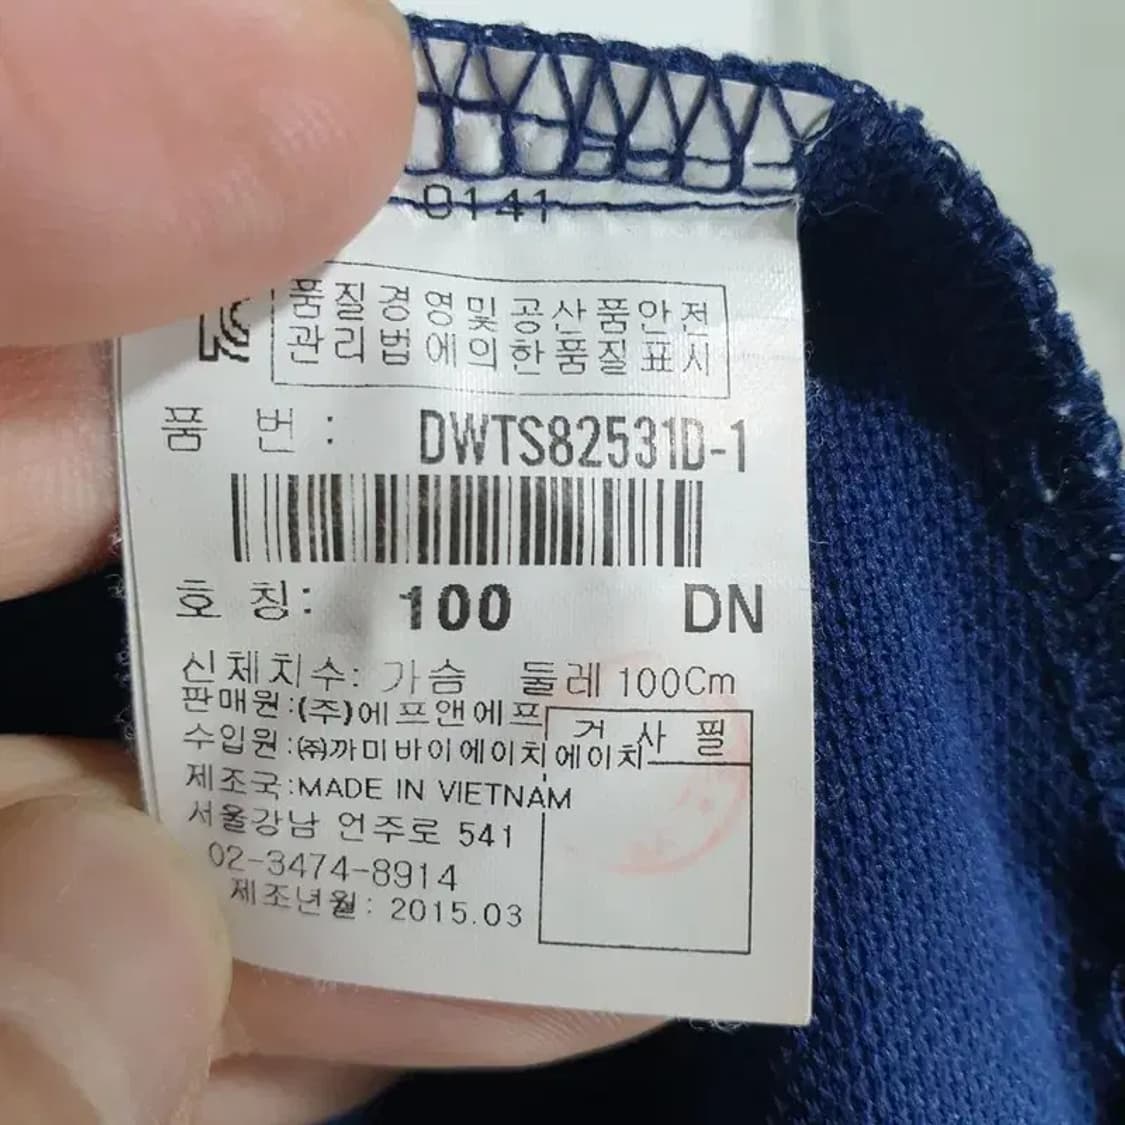 0141
품질경영및공산품안전
관리법에의한품질표시
품 번 : DWTS82531D-1
호 칭: 100 DN
신체치수: 가슴 둘레 100Cm
판매원:(주)에프앤에프
수입원:㈜까미바이에이치에이치
검사필
제조국:MADE IN VIETNAM
서울강남 언주로 541
02-3474-8914
제조년월: 2015.03